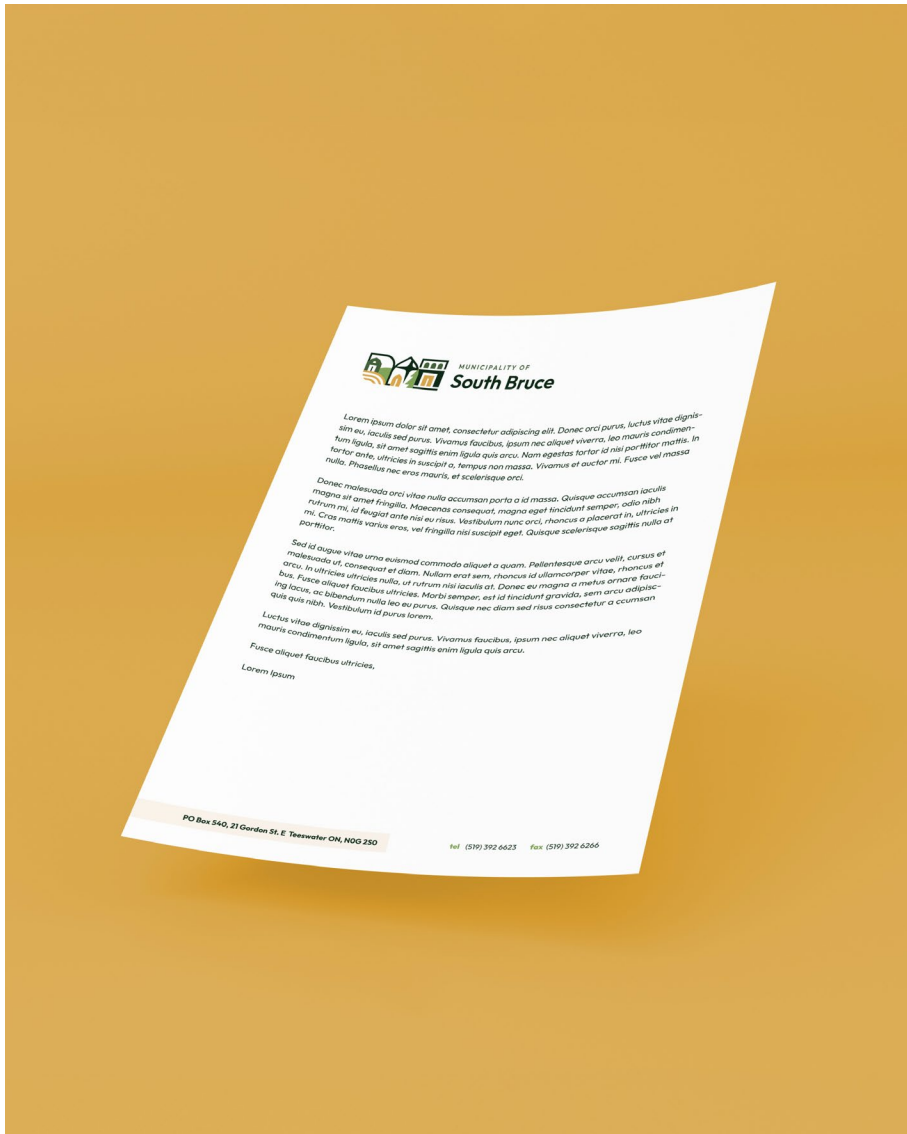 MUNICIPALITY OF
South Bruce
Lorem ipsum dolor sit amet, consectetur adipiscing elit. Donec orci purus, luctus vitae dignis-
sim eu, iaculis sed purus. Vivamus faucibus, ipsum nec aliquet viverra, leo mauris condimen-
tum ligula, sit amet sagittis enim ligula quis arcu. Nam egestas tortor id nisi porttitor mattis. In
tortor ante, ultricies in suscipit a, tempus non massa. Vivamus et auctor mi. Fusce vel massa
nulla. Phasellus nec eros mauris, et scelerisque orci.
Donec malesuada orci vitae nulla accumsan porta a id massa. Quisque accumsan iaculis
magna sit amet fringilla. Maecenas consequat, magna eget tincidunt semper, odio nibh
rutrum mi, id feugiat ante nisi eu risus. Vestibulum nunc orci, rhoncus a placerat in, ultricies in
mi. Cras mattis varius eros, vel fringilla nisi suscipit eget. Quisque scelerisque sagittis nulla at
porttitor.
Sed id augue vitae urna euismod commodo aliquet a quam. Pellentesque arcu velit, cursus et
malesuada ut, consequat et diam. Nullam erat sem, rhoncus id ullamcorper vitae, rhoncus et
arcu. In ultricies ultricies nulla, ut rutrum nisi iaculis at. Donec eu magna a metus ornare fauci-
bus. Fusce aliquet faucibus ultricies. Morbi semper, est id tincidunt gravida, sem arcu adipisc-
ing lacus, ac bibendum nulla leo eu purus. Quisque nec diam sed risus consectetur a ccumsan
quis quis nibh. Vestibulum id purus lorem.
Luctus vitae dignissim eu, iaculis sed purus. Vivamus faucibus, ipsum nec aliquet viverra, leo
mauris condimentum ligula, sit amet sagittis enim ligula quis arcu.
Fusce aliquet faucibus ultricies,
Lorem Ipsum
PO Box 540, 21 Gordon St. E Teeswater ON, N0G 2S0
tel (519) 392 6623 fax (519) 392 6266